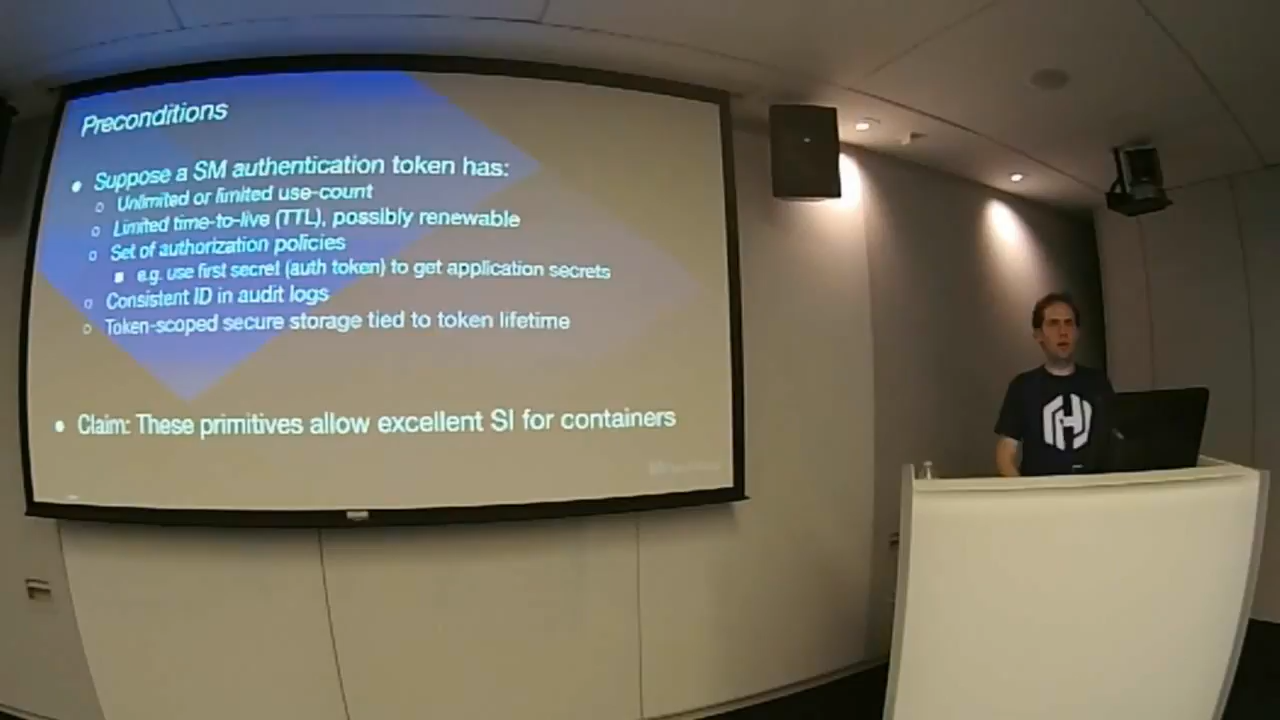 Preconditions
● Suppose a SM authentication token has:
○ Unlimited or limited use-count
○ Limited time-to-live (TTL), possibly renewable
○ Set of authorization policies
■ e.g. use first secret (auth token) to get application secrets
○ Consistent ID in audit logs
○ Token-scoped secure storage tied to token lifetime
● Claim: These primitives allow excellent SI for containers